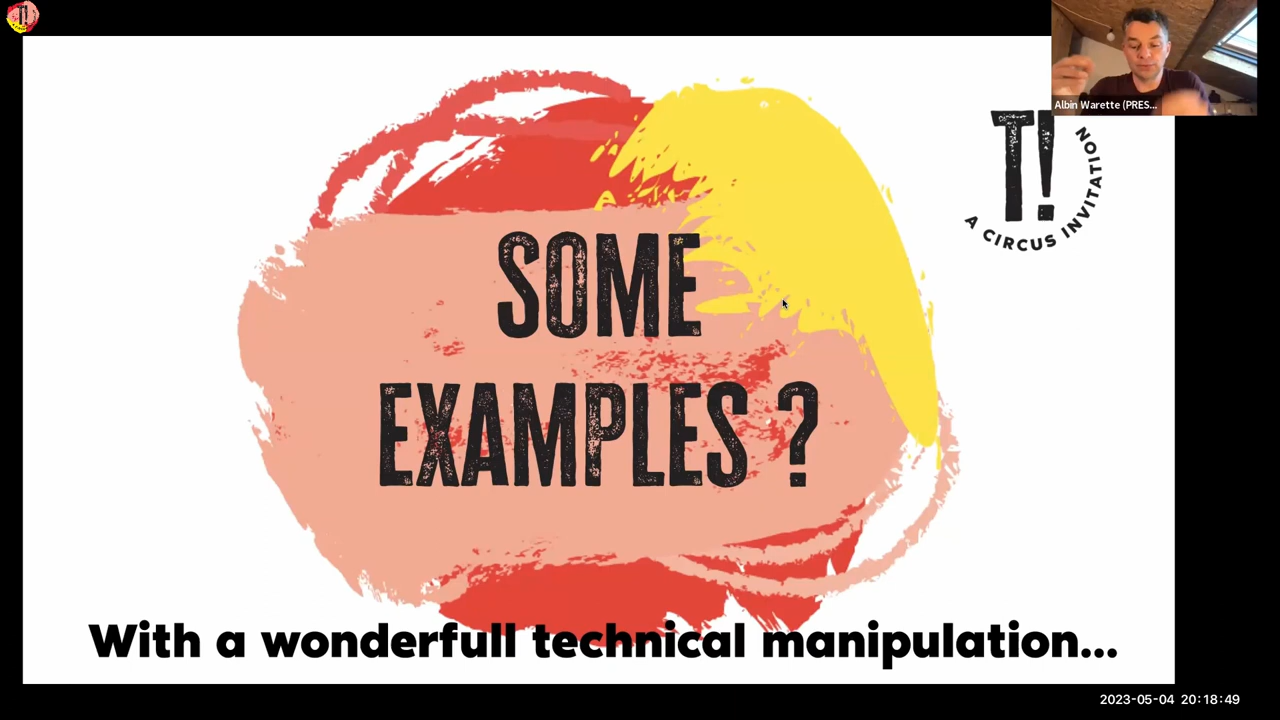 Albin Warette (PRES...
T!
A CIRCUS INVITATION
SOME
EXAMPLES ?
With a wonderfull technical manipulation...
2023-05-04 20:18:49